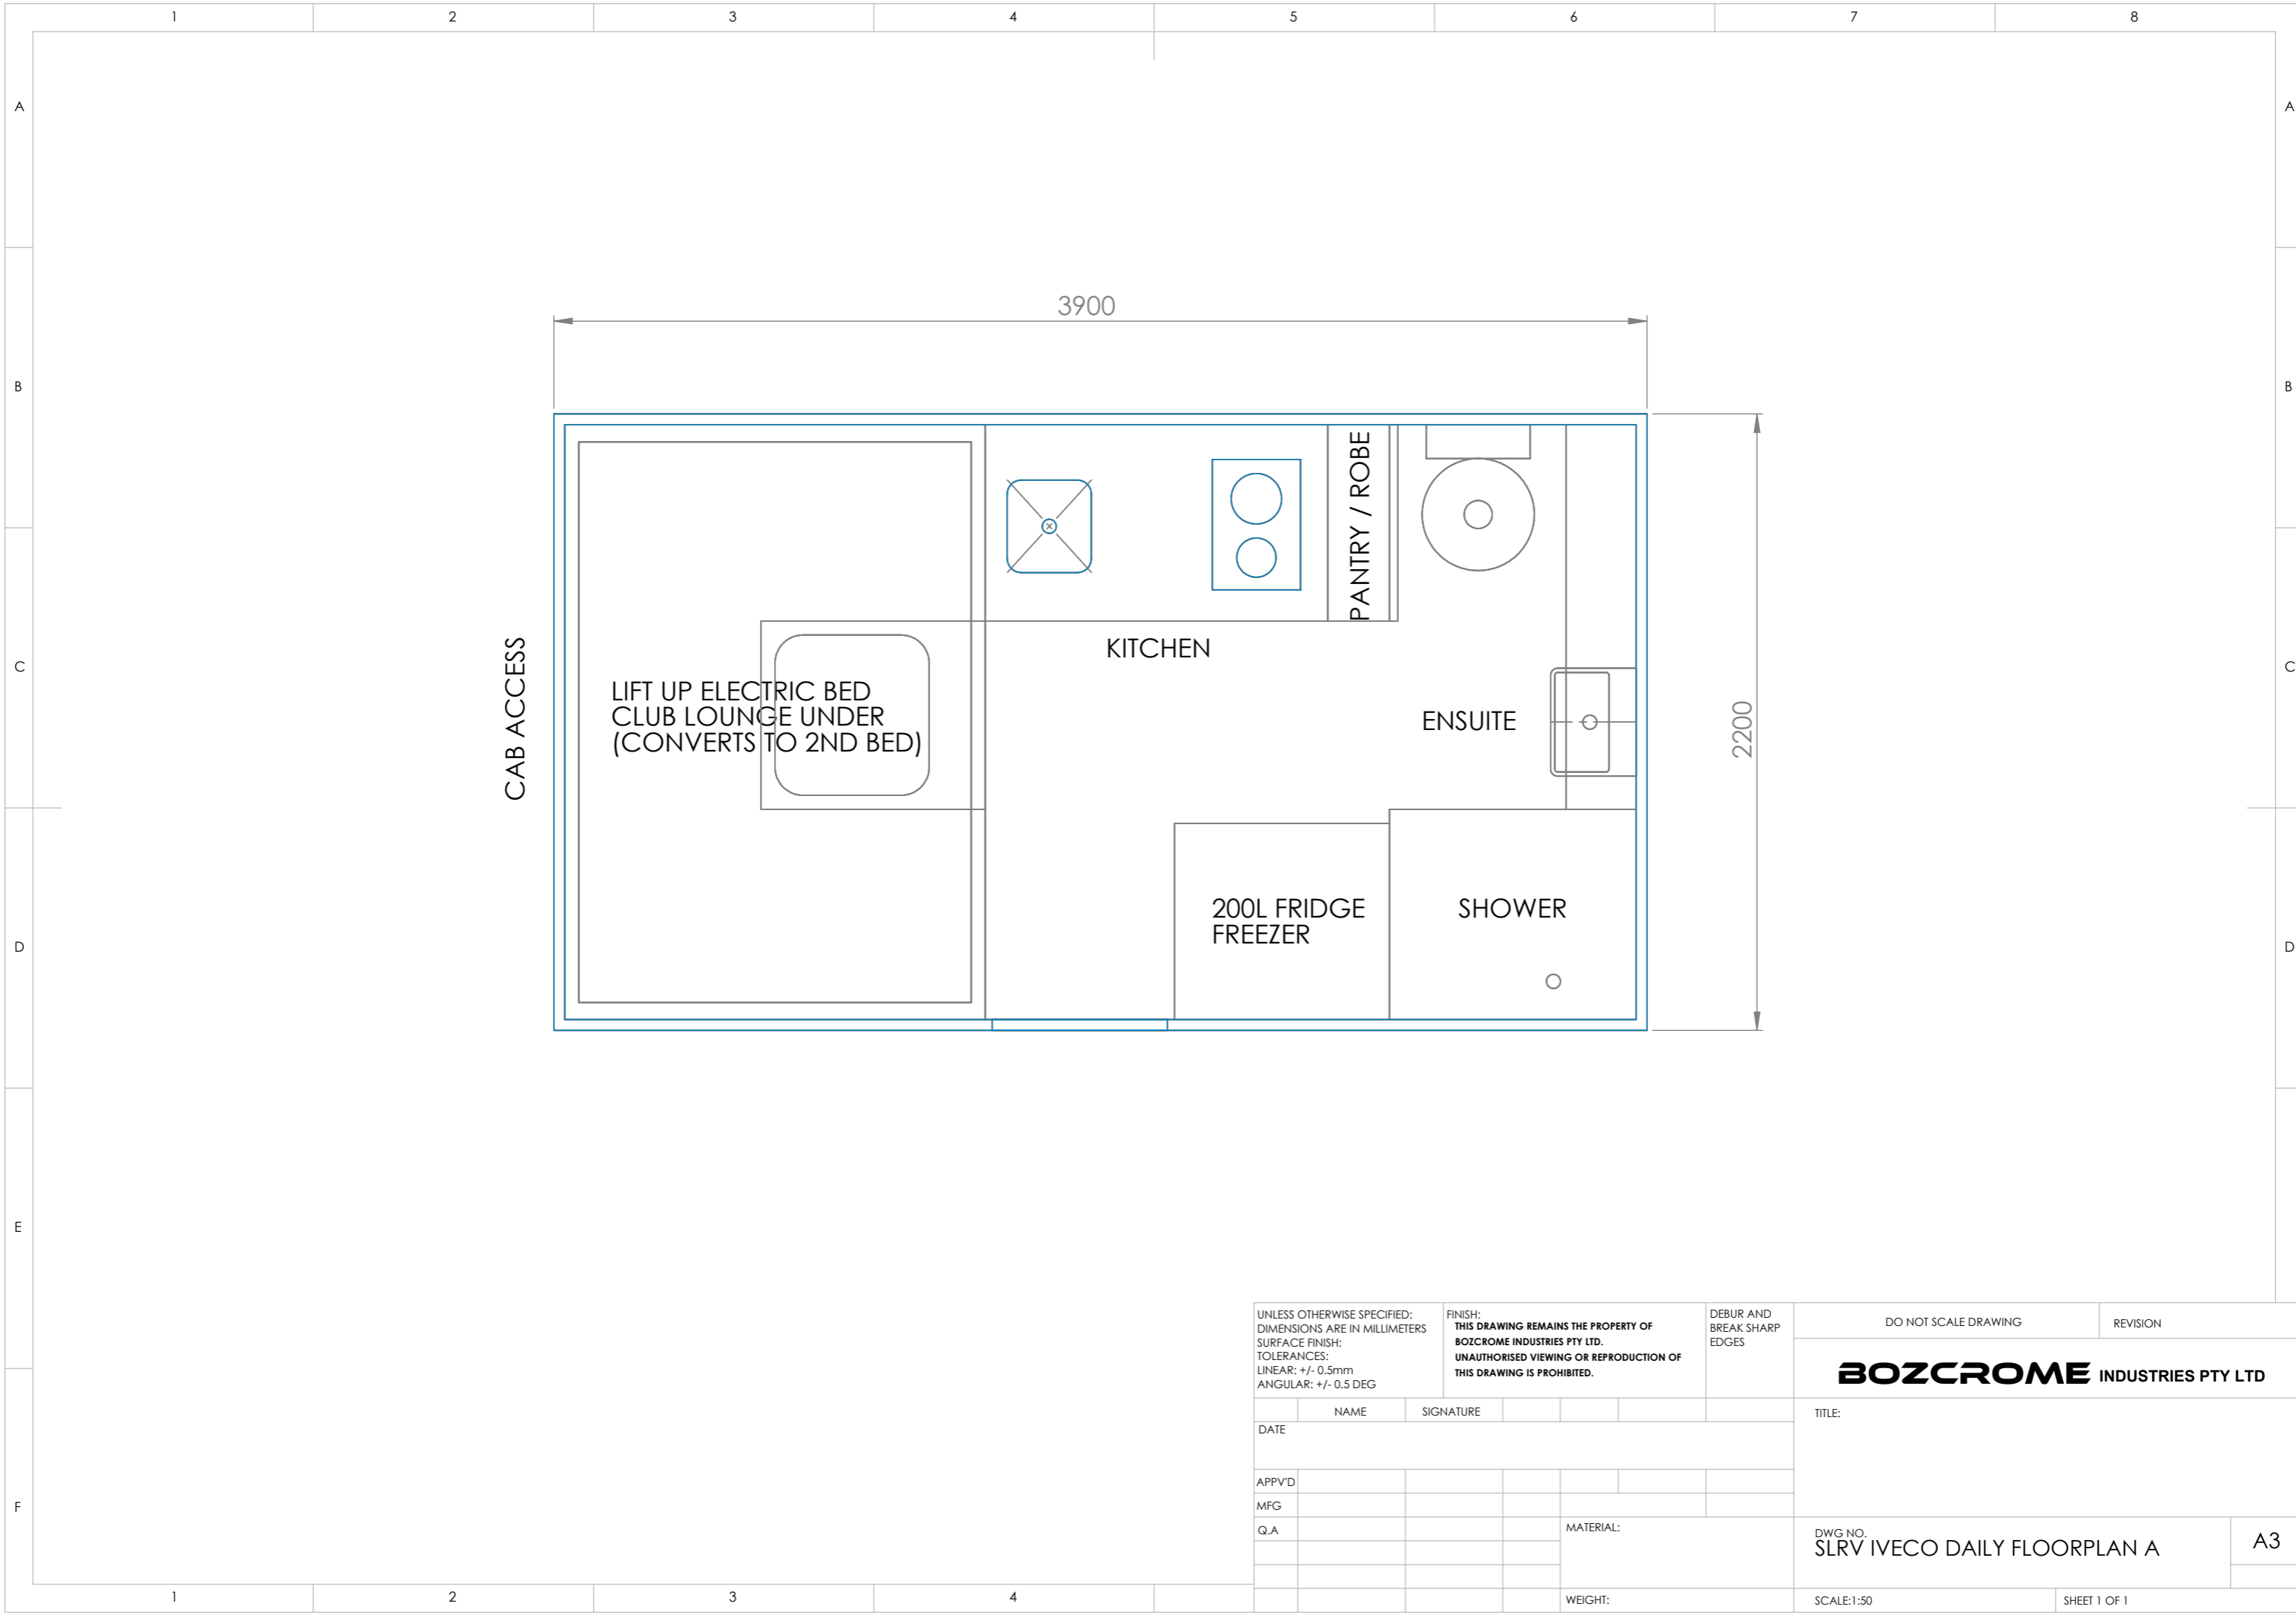 1 2 3 4 5 6 7 8
A A
B B
C C
D D
E
F
3900
2200
CAB ACCESS
LIFT UP ELECTRIC BED
CLUB LOUNGE UNDER
(CONVERTS TO 2ND BED)
KITCHEN
PANTRY / ROBE
ENSUITE
200L FRIDGE
FREEZER
SHOWER
UNLESS OTHERWISE SPECIFIED:
DIMENSIONS ARE IN MILLIMETERS
SURFACE FINISH:
TOLERANCES:
LINEAR: +/- 0.5mm
ANGULAR: +/- 0.5 DEG
FINISH:
THIS DRAWING REMAINS THE PROPERTY OF
BOZCROME INDUSTRIES PTY LTD.
UNAUTHORISED VIEWING OR REPRODUCTION OF
THIS DRAWING IS PROHIBITED.
DEBUR AND
BREAK SHARP
EDGES
DO NOT SCALE DRAWING
REVISION
BOZCROME INDUSTRIES PTY LTD
NAME SIGNATURE
DATE
APPV'D
MFG
Q.A
MATERIAL:
WEIGHT:
TITLE:
DWG NO.
SLRV IVECO DAILY FLOORPLAN A
A3
SCALE:1:50
SHEET 1 OF 1
1 2 3 4